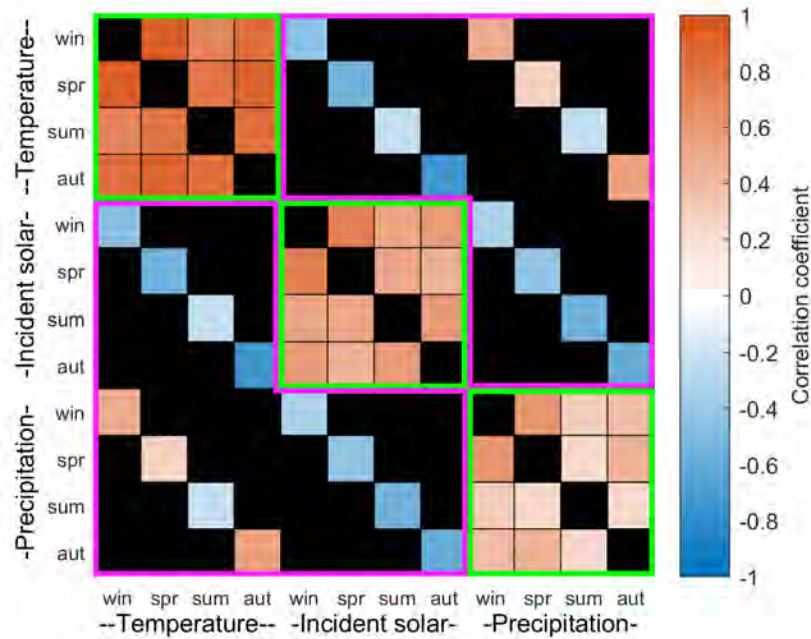 win
spr
sum
aut
--Temperature--
win
spr
sum
aut
-Incident solar-
win
spr
sum
aut
-Precipitation-
win spr sum aut win spr sum aut win spr sum aut
--Temperature-- -Incident solar- -Precipitation-
1
0.8
0.6
0.4
0.2
0
-0.2
-0.4
-0.6
-0.8
-1
Correlation coefficient